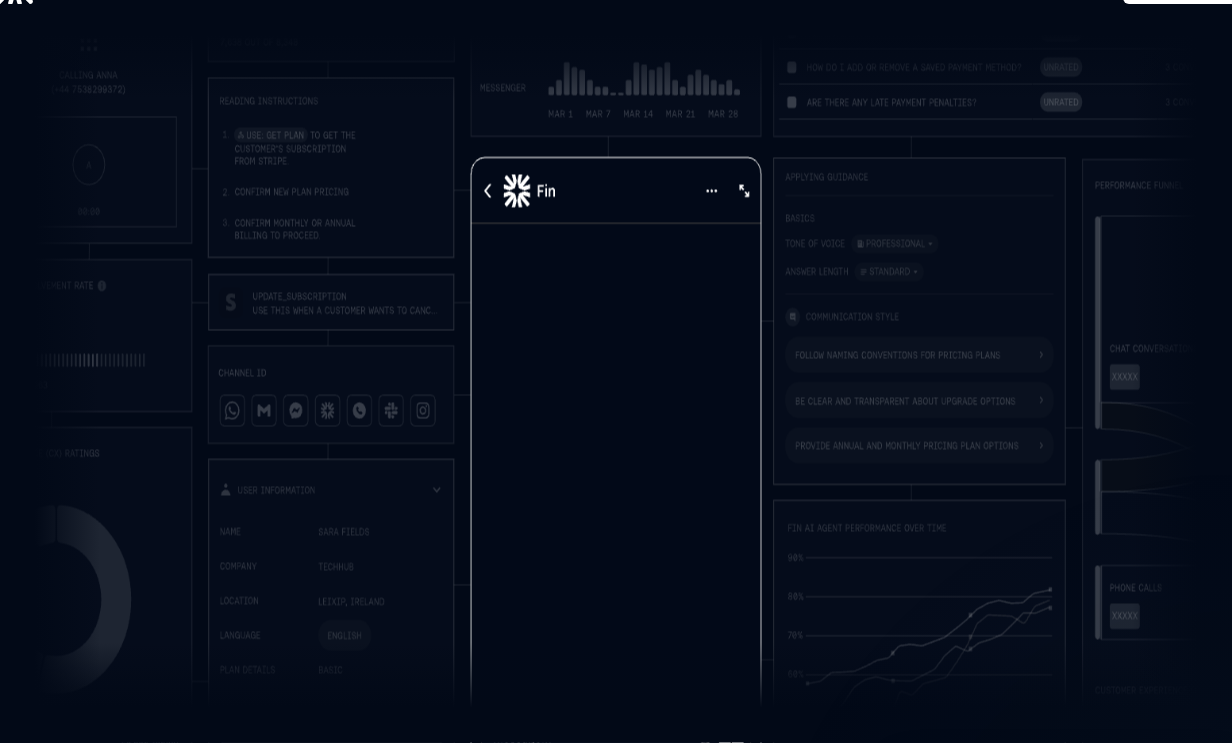 CALLING ANNA
(+44 7536299372)
A
00:09
READING INSTRUCTIONS
1. USE: GET PLAN TO GET THE
CUSTOMER'S SUBSCRIPTION
FROM STRIPE
2. CONFIRM NEW PLAN PRICING
3. CONFIRM MONTHLY OR ANNUAL
BILLING TO PROCEED
S
UPDATE_SUBSCRIPTION
USE THIS WHEN A CUSTOMER WANTS TO CANC...
CHANNEL ID
USER INFORMATION
NAME SARA FIELDS
COMPANY TECHHUB
LOCATION LEIXIP, IRELAND
LANGUAGE ENGLISH
PLAN DETAILS BASIC
RATE
RATINGS
MESSENGER
MAR 1 MAR 7 MAR 14 MAR 21 MAR 28
Fin
HOW DO I ADD OR REMOVE A SAVED PAYMENT METHOD? UNRATED
ARE THERE ANY LATE PAYMENT PENALTIES? UNRATED
APPLYING GUIDANCE
BASICS
TONE OF VOICE PROFESSIONAL
ANSWER LENGTH STANDARD
COMMUNICATION STYLE
FOLLOW NAMING CONVENTIONS FOR PRICING PLANS
BE CLEAR AND TRANSPARENT ABOUT UPGRADE OPTIONS
PROVIDE ANNUAL AND MONTHLY PRICING PLAN OPTIONS
FIN AI AGENT PERFORMANCE OVER TIME
90%
80%
70%
60%
PERFORMANCE FUNNEL
CHAT CONVERSATIO
XXXXX
PHONE CALLS
XXXXX
CUSTOMER